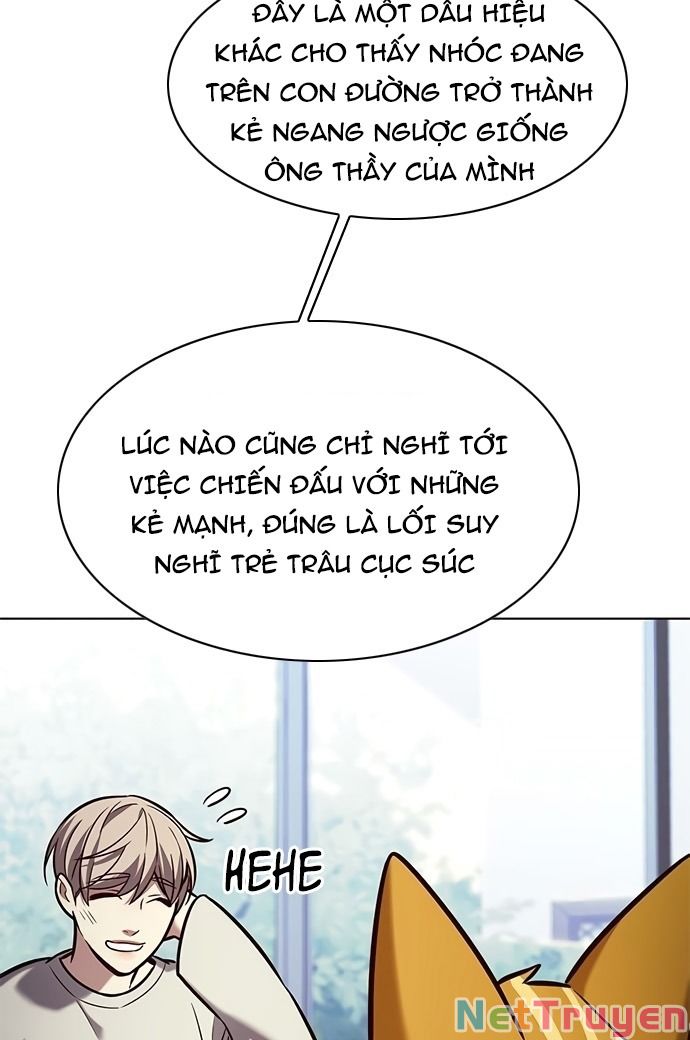 ĐÂY LÀ MỘT DẤU HIỆU
KHÁC CHO THẤY NHÓC ĐANG
TRÊN CON ĐƯỜNG TRỞ THÀNH
KẺ NGANG NGƯỢC GIỐNG
ÔNG THẦY CỦA MÌNH
LÚC NÀO CŨNG CHỈ NGHĨ TỚI
VIỆC CHIẾN ĐẤU VỚI NHỮNG
KẺ MẠNH, ĐÚNG LÀ LỐI SUY
NGHĨ TRẺ TRÂU CỤC SÚC
HEHE
NETTRUYEN